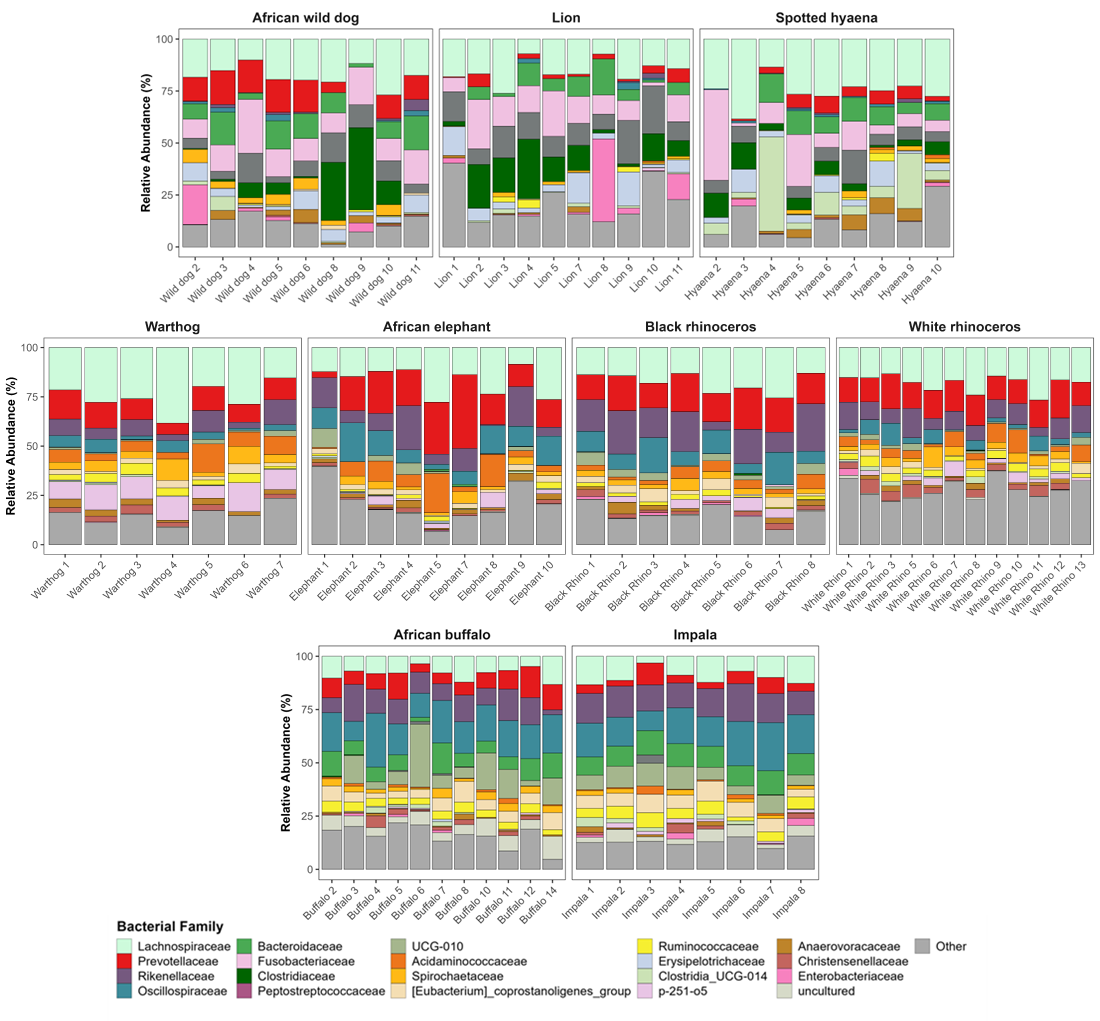 African wild dog Lion Spotted hyaena
Relative Abundance (%)
100
75
50
25
0
Wild dog 2 Wild dog 3 Wild dog 4 Wild dog 5 Wild dog 6 Wild dog 8 Wild dog 9 Wild dog 10 Wild dog 11 Lion 1 Lion 2 Lion 3 Lion 4 Lion 5 Lion 7 Lion 8 Lion 9 Lion 10 Lion 11 Hyaena 2 Hyaena 3 Hyaena 4 Hyaena 5 Hyaena 6 Hyaena 7 Hyaena 8 Hyaena 9 Hyaena 10
Warthog African elephant Black rhinoceros White rhinoceros
Relative Abundance (%)
100
75
50
25
0
Warthog 1 Warthog 2 Warthog 3 Warthog 4 Warthog 5 Warthog 6 Warthog 7 Elephant 1 Elephant 2 Elephant 3 Elephant 4 Elephant 5 Elephant 7 Elephant 8 Elephant 9 Elephant 10 Black Rhino 1 Black Rhino 2 Black Rhino 3 Black Rhino 4 Black Rhino 5 Black Rhino 6 Black Rhino 7 Black Rhino 8 White Rhino 1 White Rhino 2 White Rhino 3 White Rhino 5 White Rhino 6 White Rhino 7 White Rhino 8 White Rhino 9 White Rhino 10 White Rhino 11 White Rhino 12 White Rhino 13
African buffalo Impala
Relative Abundance (%)
100
75
50
25
0
Buffalo 2 Buffalo 3 Buffalo 4 Buffalo 5 Buffalo 6 Buffalo 7 Buffalo 8 Buffalo 10 Buffalo 11 Buffalo 12 Buffalo 14 Impala 1 Impala 2 Impala 3 Impala 4 Impala 5 Impala 6 Impala 7 Impala 8
Bacterial Family
Lachnospiraceae Bacteroidaceae UCG-010 Ruminococcaceae Anaerovoracaceae Other
Prevotellaceae Fusobacteriaceae Acidaminococcaceae Erysipelotrichaceae Christensenellaceae
Rikenellaceae Clostridiaceae Spirochaetaceae Clostridia_UCG-014 Enterobacteriaceae
Oscillospiraceae Peptostreptococcaceae [Eubacterium]_coprostanoligenes_group p-251-o5 uncultured